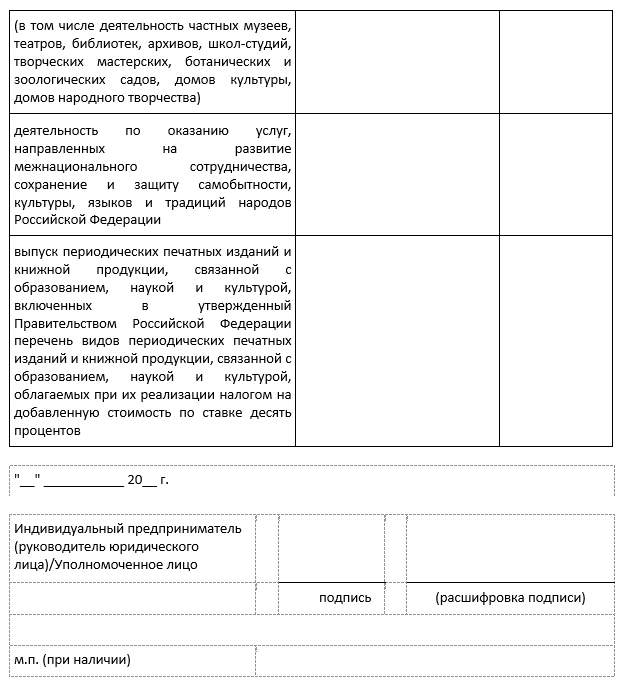 (в том числе деятельность частных музеев,
театров, библиотек, архивов, школ-студий,
творческих мастерских, ботанических и
зоологических садов, домов культуры,
домов народного творчества)
деятельность по оказанию услуг,
направленных на развитие
межнационального сотрудничества,
сохранение и защиту самобытности,
культуры, языков и традиций народов
Российской Федерации
выпуск периодических печатных изданий и
книжной продукции, связанной с
образованием, наукой и культурой,
включенных в утвержденный
Правительством Российской Федерации
перечень видов периодических печатных
изданий и книжной продукции, связанной с
образованием, наукой и культурой,
облагаемых при их реализации налогом на
добавленную стоимость по ставке десять
процентов
"__" ___________ 20__ г.
Индивидуальный предприниматель
(руководитель юридического
лица)/Уполномоченное лицо
подпись (расшифровка подписи)
м.п. (при наличии)